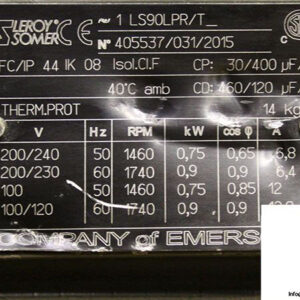 LEROY SOMER CE ~ 1 LS90LPR/T_
N° 405537/031/2015
FC/IP 44 IK 08 Isol.Cl.F CP: 30/400 µF/
40°C amb CD: 460/120 µF/
THERM.PROT 14 K
V Hz RPM kW cos φ A
200/240 50 1460 0,75 0,65 6,8
200/230 60 1740 0,9 0,9 6,4
100 50 1460 0,75 0,85 12
100/120 60 1740 0,9 0,9
COMPANY of EMERS